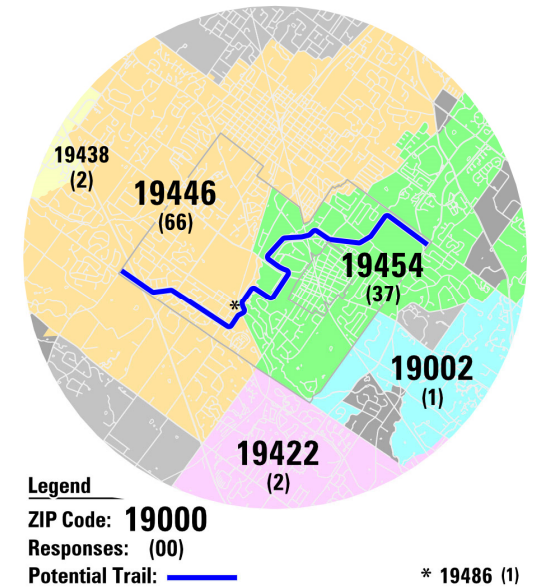 19438
(2)
19446
(66)
19454
(37)
*
19002
(1)
19422
(2)
Legend
ZIP Code: 19000
Responses: (00)
Potential Trail:
* 19486 (1)